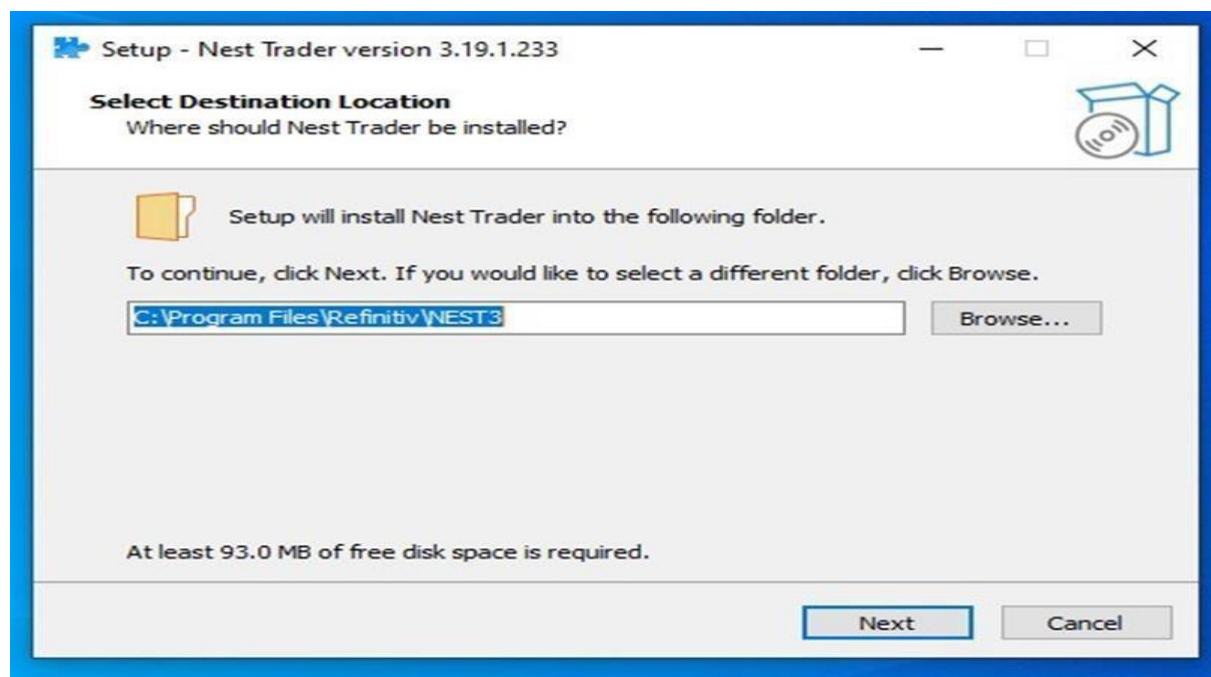 Setup - Nest Trader version 3.19.1.233
Select Destination Location
Where should Nest Trader be installed?
Setup will install Nest Trader into the following folder.
To continue, click Next. If you would like to select a different folder, click Browse.
C:\Program Files\Refinitiv\NEST3
Browse...
At least 93.0 MB of free disk space is required.
Next
Cancel